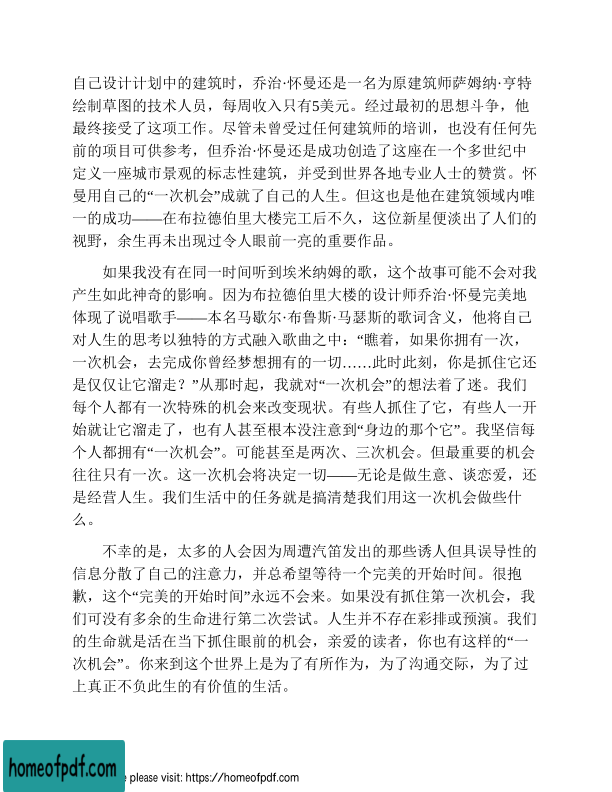 自己设计计划中的建筑时，乔治·怀曼还是一名为原建筑师萨姆纳·亨特
绘制草图的技术人员，每周收入只有5美元。经过最初的思想斗争，他
最终接受了这项工作。尽管未曾受过任何建筑师的培训，也没有任何先
前的项目可供参考，但乔治·怀曼还是成功创造了这座在一个多世纪中
定义一座城市景观的标志性建筑，并受到世界各地专业人士的赞赏。怀
曼用自己的“一次机会”成就了自己的人生。但这也是他在建筑领域内唯
一的成功——在布拉德伯里大楼完工后不久，这位新星便淡出了人们的
视野，余生再未出现过令人眼前一亮的重要作品。
如果我没有在同一时间听到埃米纳姆的歌，这个故事可能不会对我
产生如此神奇的影响。因为布拉德伯里大楼的设计师乔治·怀曼完美地
体现了说唱歌手——本名马歇尔·布鲁斯·马瑟斯的歌词含义，他将自己
对人生的思考以独特的方式融入歌曲之中：“瞧着，如果你拥有一次，
一次机会，去完成你曾经梦想拥有的一切……此时此刻，你是抓住它还
是仅仅让它溜走？”从那时起，我就对“一次机会”的想法着了迷。我们
每个人都有一次特殊的机会来改变现状。有些人抓住了它，有些人一开
始就让它溜走了，也有人甚至根本没注意到“身边的那个它”。我坚信每
个人都拥有“一次机会”。可能甚至是两次、三次机会。但最重要的机会
往往只有一次。这一次机会将决定一切——无论是做生意、谈恋爱，还
是经营人生。我们生活中的任务就是搞清楚我们用这一次机会做些什
么。
不幸的是，太多的人会因为周遭汽笛发出的那些诱人但具误导性的
信息分散了自己的注意力，并总希望等待一个完美的开始时间。很抱
歉，这个“完美的开始时间”永远不会来。如果没有抓住第一次机会，我
们可没有多余的生命进行第二次尝试。人生并不存在彩排或预演。我们
的生命就是活在当下抓住眼前的机会，亲爱的读者，你也有这样的“一
次机会”。你来到这个世界上是为了有所作为，为了沟通交际，为了过
上真正不负此生的有价值的生活。
homeofpdf.com
e please visit: https://homeofpdf.com